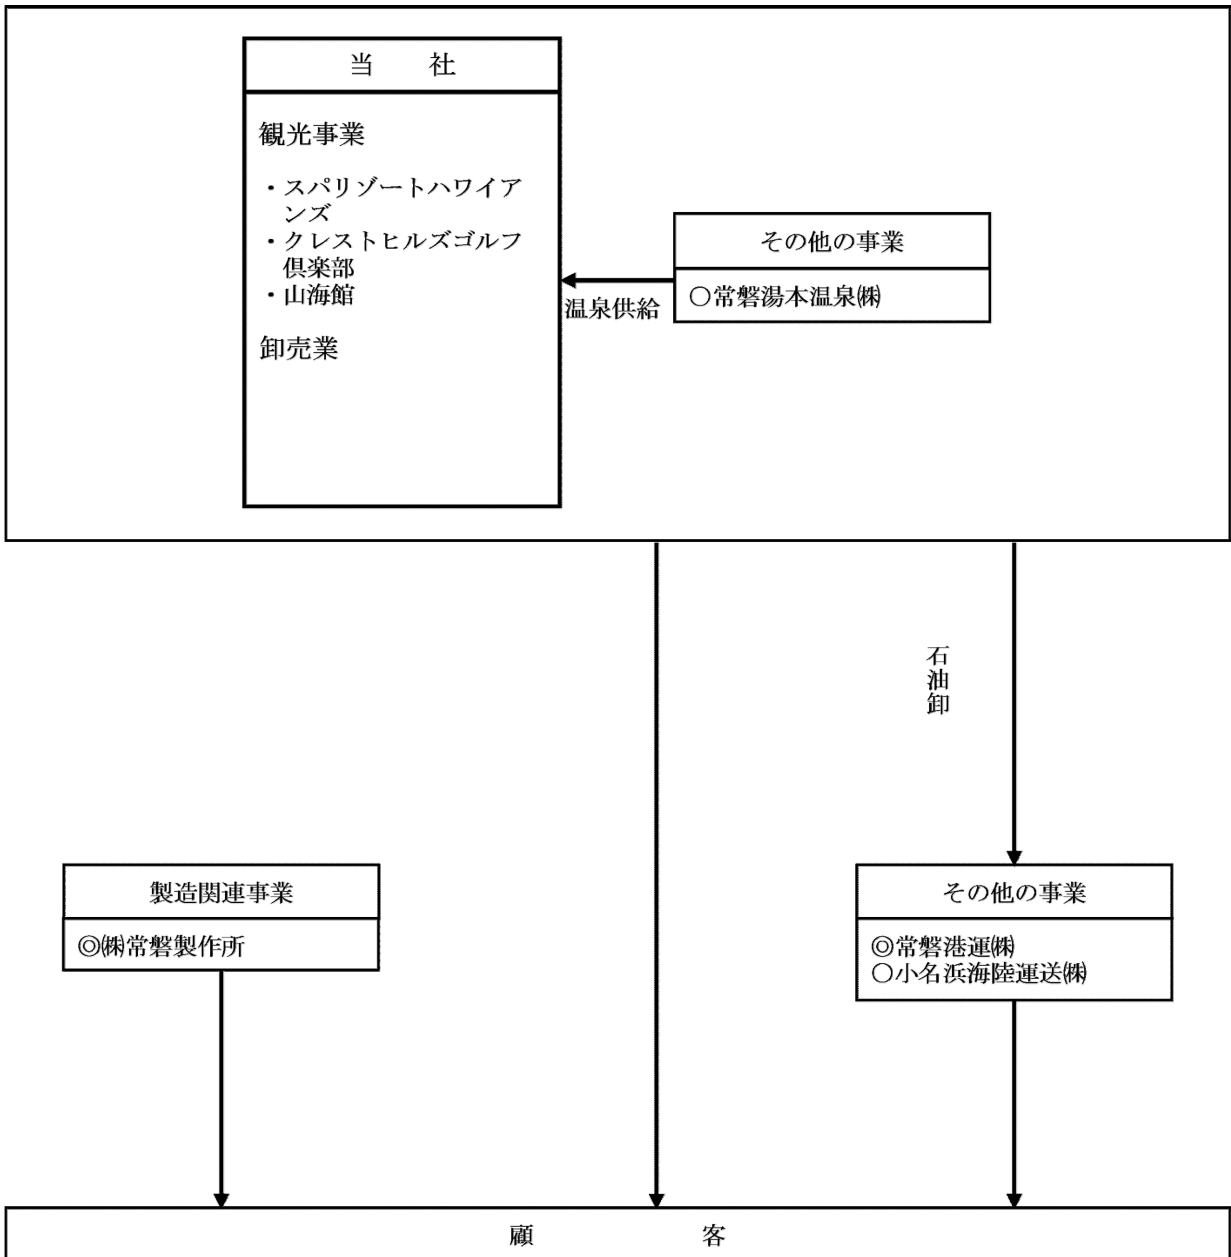 当　　社
観光事業
・スパリゾートハワイア
ンズ
・クレストヒルズゴルフ
倶楽部
・山海館
卸売業
その他の事業
○常磐湯本温泉㈱
温泉供給
石油卸
製造関連事業
◎㈱常磐製作所
その他の事業
◎常磐港運㈱
○小名浜海陸運送㈱
顧　　　　　　客